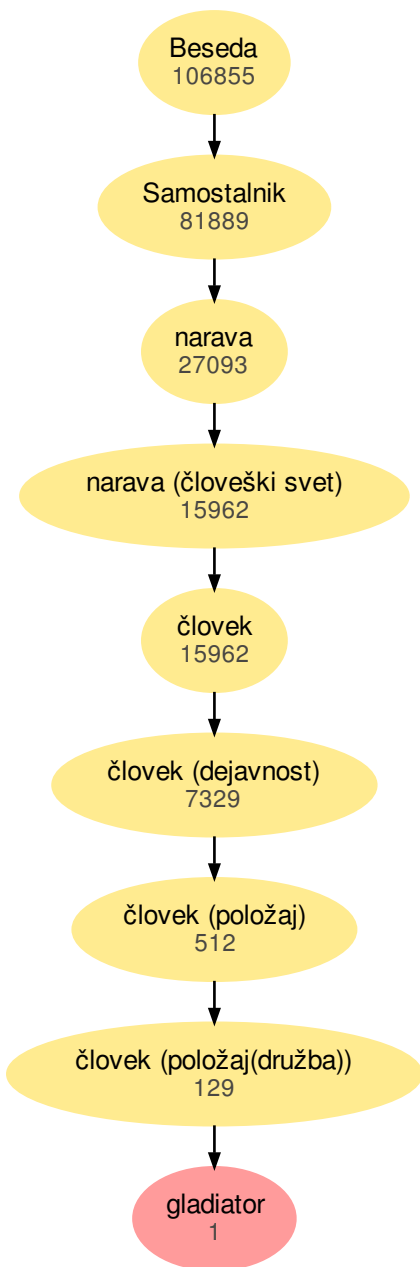 Beseda
106855
Samostalnik
81889
narava
27093
narava (človeški svet)
15962
človek
15962
človek (dejavnost)
7329
človek (položaj)
512
človek (položaj(družba))
129
gladiator
1